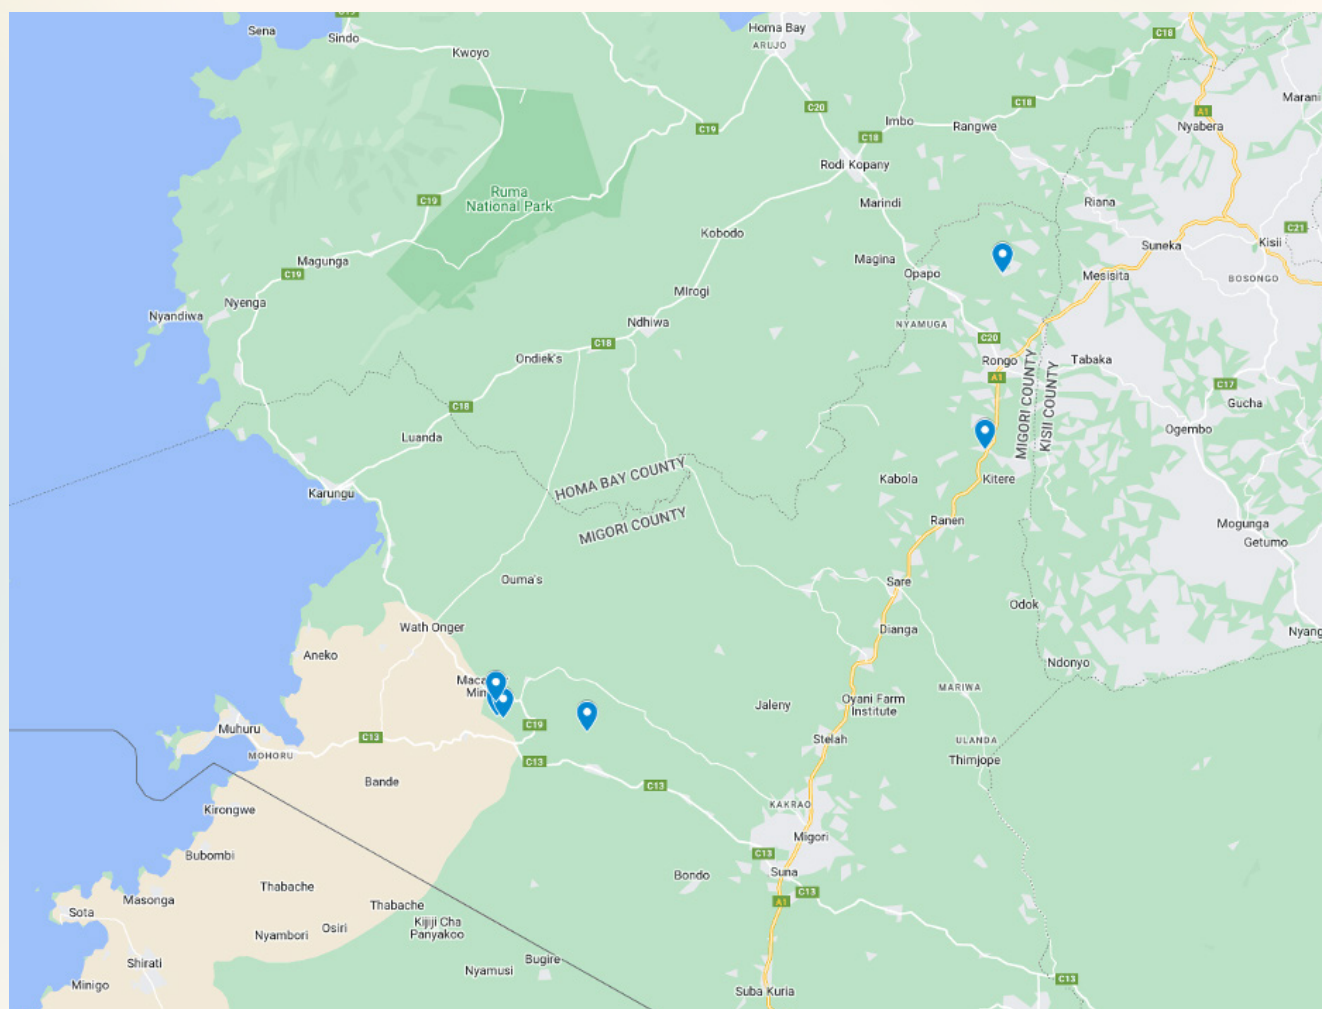 C19
Sena
Sindo
Kwoyo
Homa Bay
ARUJO
C18
Marani
C20
C18
A1
Nyabera
C19
Imbo
Rangwe
C18
Rodi Kopany
Ruma
National Park
C19
Marindi
Riana
Kobodo
Suneka
C21
Kisii
Magunga
C19
Magina
Opapo
Mesisita
BOSONGO
Nyenga
MIrogi
Nyandiwa
Ndhiwa
NYAMUGA
C20
Ondiek's
C18
Rongo
Tabaka
A1
C17
MIGORI COUNTY
KISII COUNTY
Gucha
C18
Luanda
Ogembo
HOMA BAY COUNTY
Kabola
Kitere
Karungu
MIGORI COUNTY
Ranen
Mogunga
Getumo
Ouma's
Sare
Odok
Wath Onger
Dianga
Nyang
Aneko
Ndonyo
MARIWA
Oyani Farm
Institute
Jaleny
Muhuru
C19
C13
Stelah
ULANDA
MOHORU
C13
Thimjope
Bande
C13
Kirongwe
KAKRAO
Migori
Bubombi
C13
Bondo
Suna
Thabache
C13
Masonga
A1
Thabache
Sota
Kijiji Cha
Panyakoo
Osiri
Nyambori
Shirati
Bugire
Nyamusi
C13
Minigo
Suba Kuria